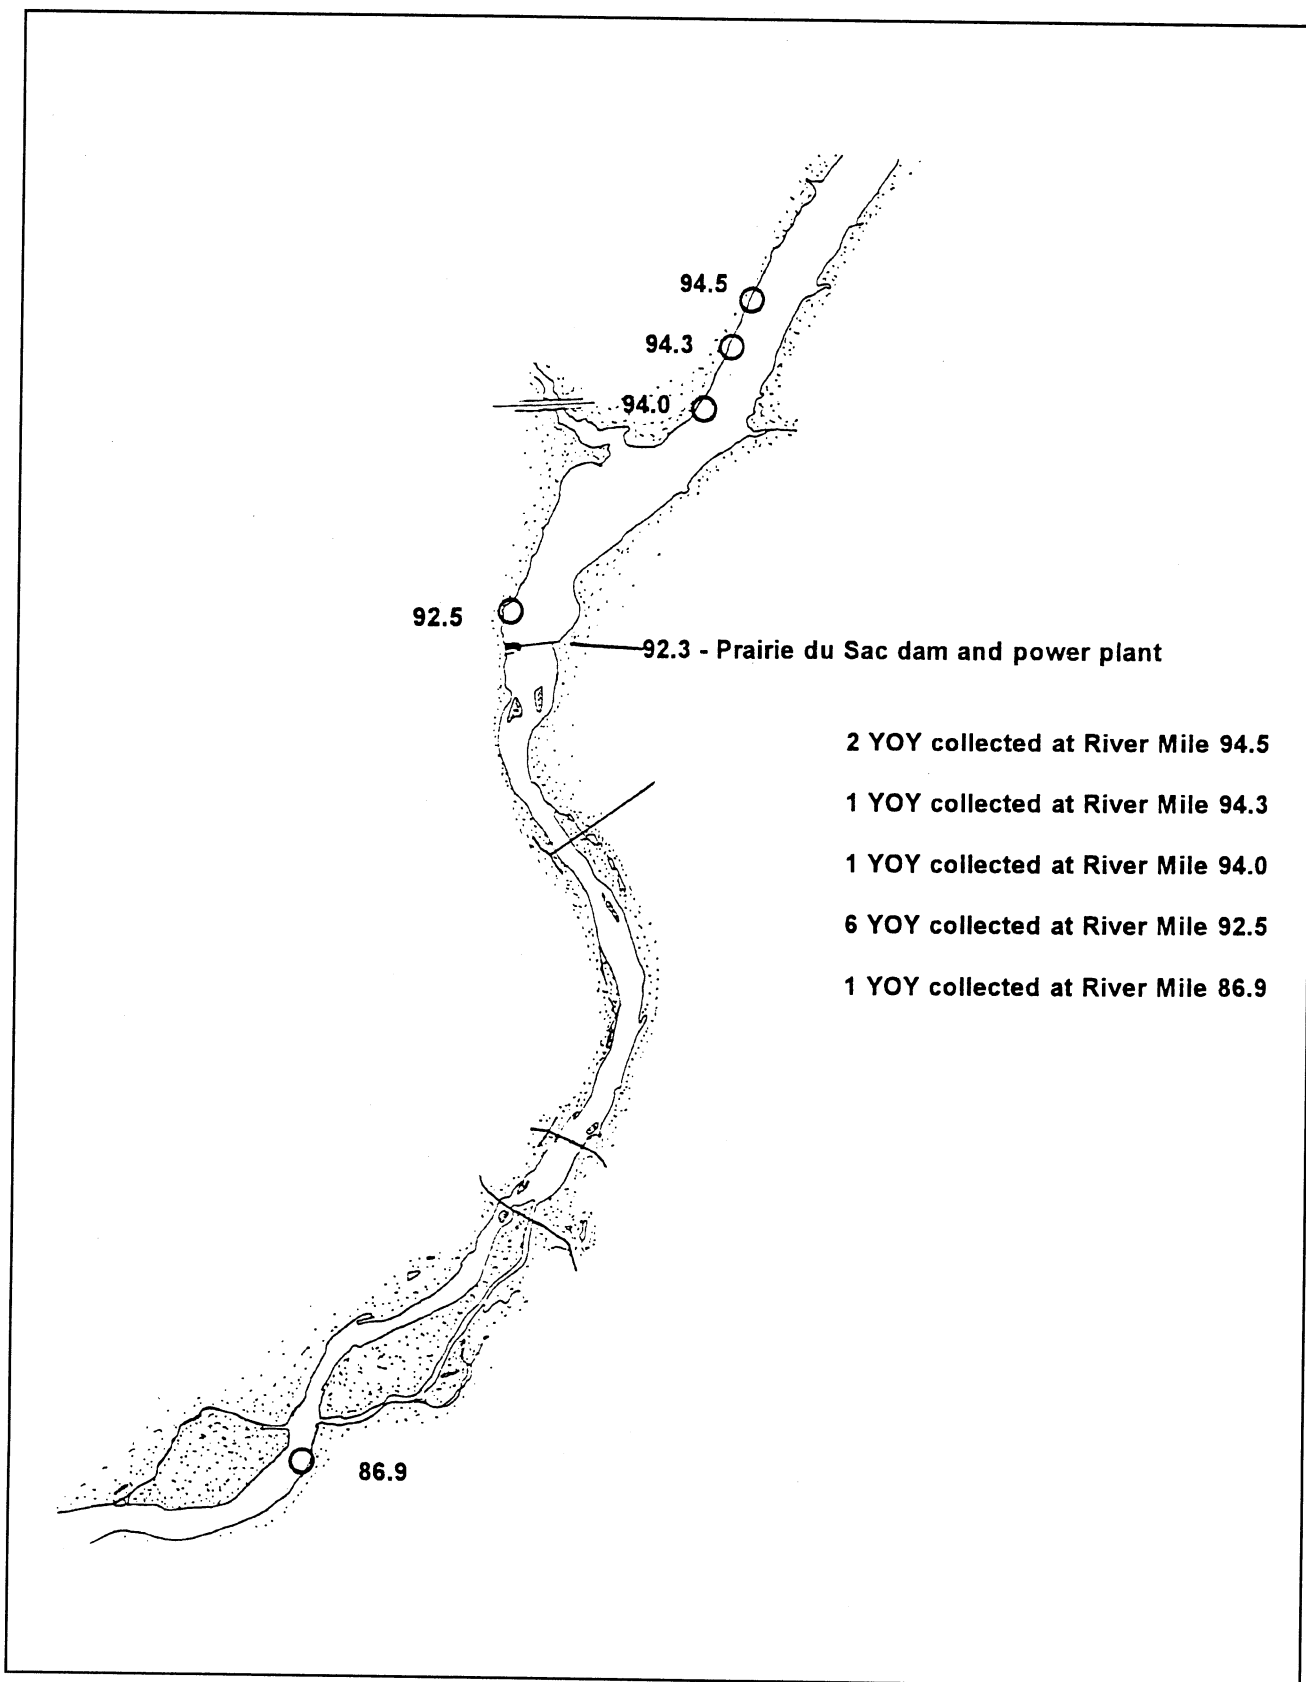 94.5
94.3
94.0
92.5
92.3 - Prairie du Sac dam and power plant
2 YOY collected at River Mile 94.5
1 YOY collected at River Mile 94.3
1 YOY collected at River Mile 94.0
6 YOY collected at River Mile 92.5
1 YOY collected at River Mile 86.9
86.9